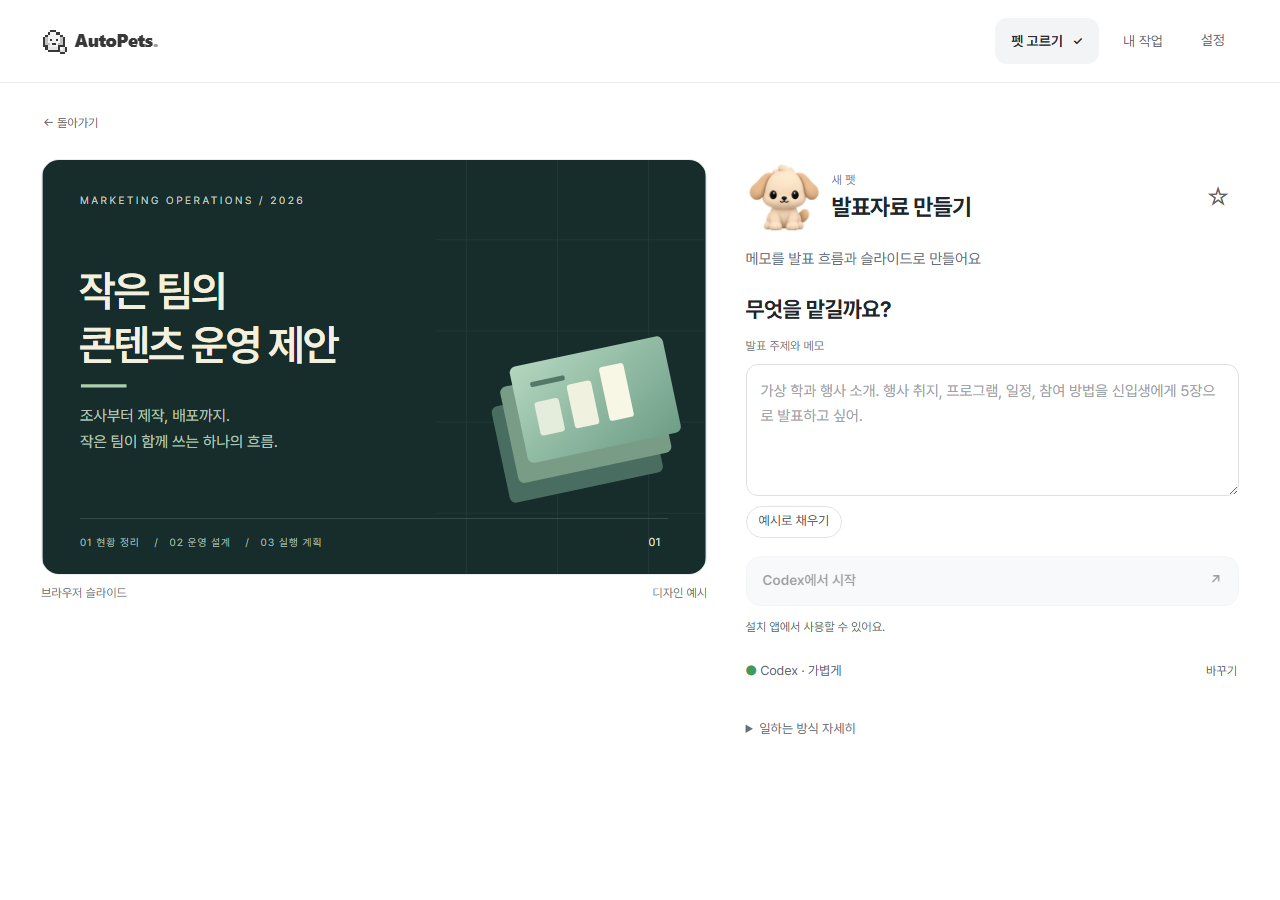 AutoPets.
펫 고르기 ✓
내 작업
설정
← 돌아가기
MARKETING OPERATIONS / 2026
작은 팀의
콘텐츠 운영 제안
조사부터 제작, 배포까지.
작은 팀이 함께 쓰는 하나의 흐름.
01 현황 정리 / 02 운영 설계 / 03 실행 계획
01
브라우저 슬라이드
디자인 예시
새 펫
발표자료 만들기
메모를 발표 흐름과 슬라이드로 만들어요
무엇을 맡길까요?
발표 주제와 메모
가상 학과 행사 소개. 행사 취지, 프로그램, 일정, 참여 방법을 신입생에게 5장으
로 발표하고 싶어.
예시로 채우기
Codex에서 시작
설치 앱에서 사용할 수 있어요.
Codex · 가볍게
바꾸기
일하는 방식 자세히